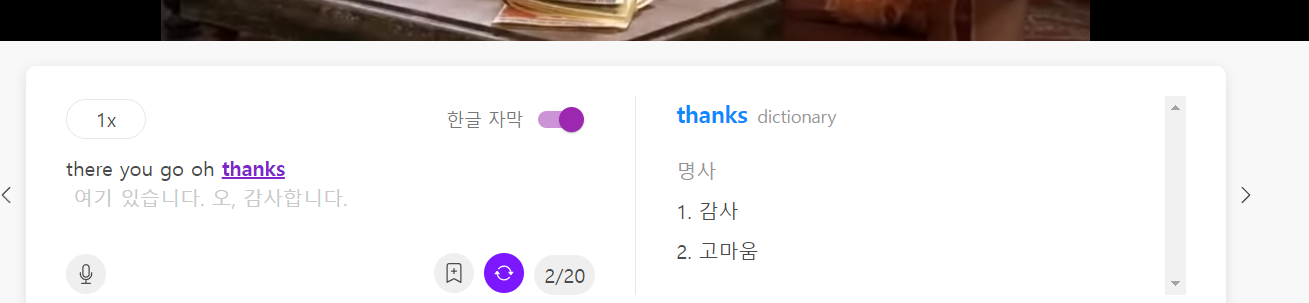 1x
한글 자막
there you go oh thanks
여기 있습니다. 오, 감사합니다.
2/20
thanks dictionary
명사
1. 감사
2. 고마움